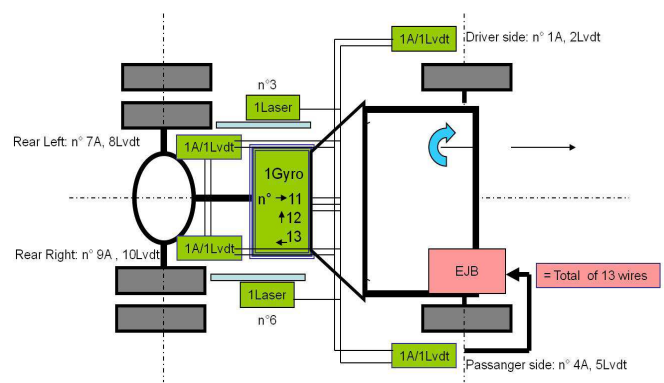 1A/1Lvdt
Driver side: n° 1A, 2Lvdt
n°3
1Laser
Rear Left: n° 7A, 8Lvdt
1A/1Lvdt
1Gyro
n° 11
12
13
1A/1Lvdt
Rear Right: n° 9A , 10Lvdt
EJB
= Total of 13 wires
1Laser
n°6
1A/1Lvdt
Passanger side: n° 4A, 5Lvdt